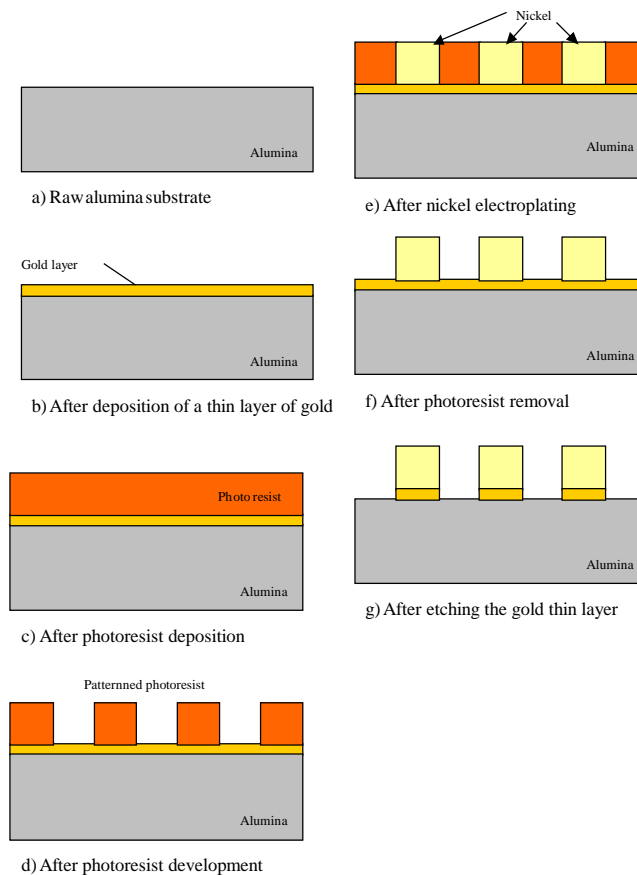 Alumina
a) Raw alumina substrate
Gold layer
Alumina
b) After deposition of a thin layer of gold
Photo resist
Alumina
c) After photoresist deposition
Patternned photoresist
Alumina
d) After photoresist development
Nickel
Alumina
e) After nickel electroplating
Alumina
f) After photoresist removal
Alumina
g) After etching the gold thin layer